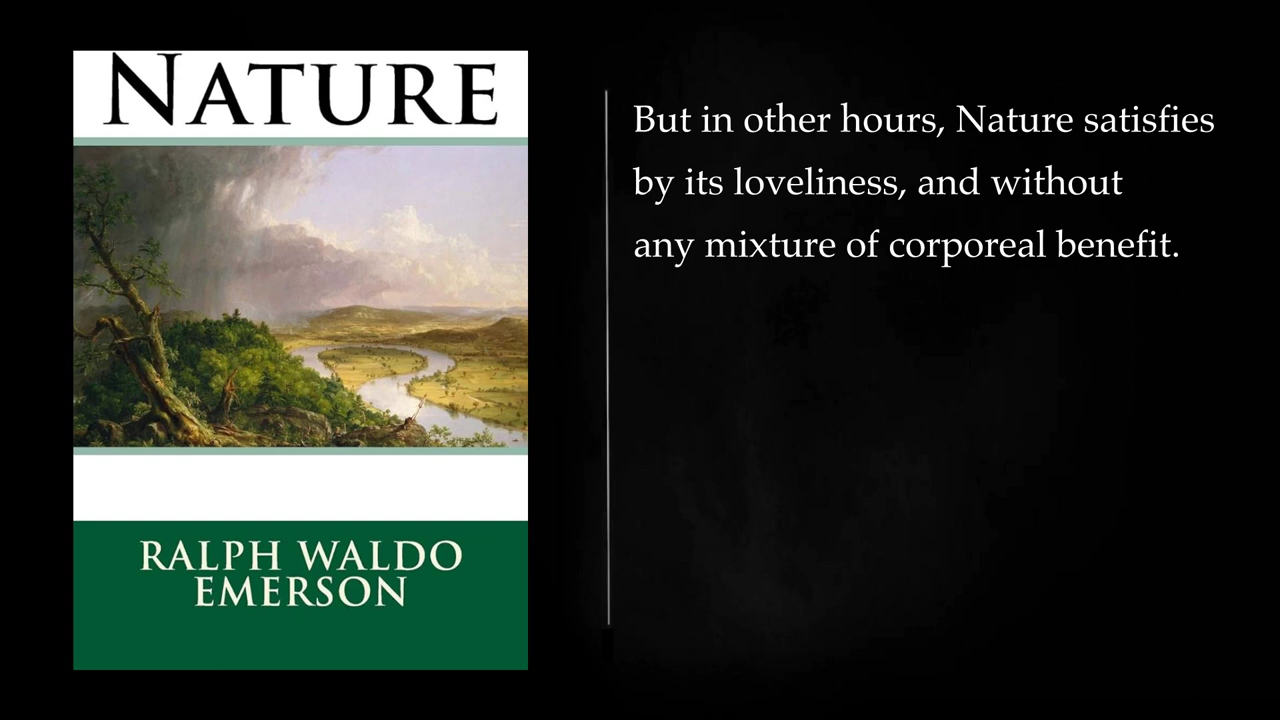 NATURE
RALPH WALDO
EMERSON
But in other hours, Nature satisfies
by its loveliness, and without
any mixture of corporeal benefit.